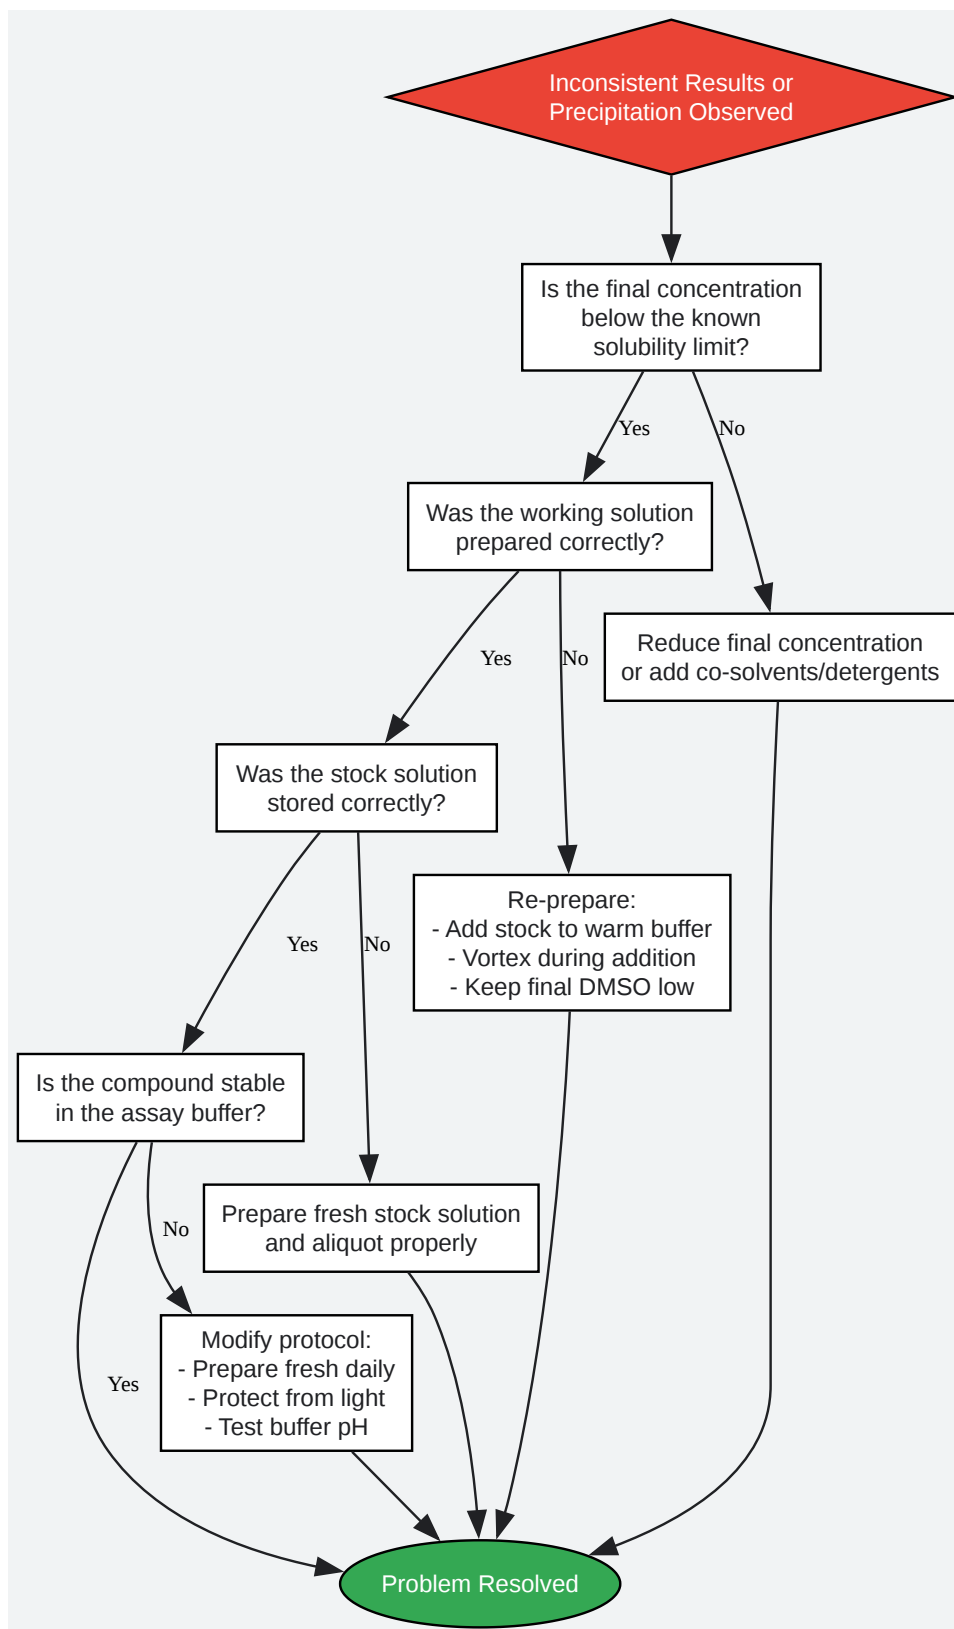 Inconsistent Results or
Precipitation Observed
Is the final concentration
below the known
solubility limit?
Yes
No
Was the working solution
prepared correctly?
Reduce final concentration
or add co-solvents/detergents
Yes
No
Was the stock solution
stored correctly?
Re-prepare:
- Add stock to warm buffer
- Vortex during addition
- Keep final DMSO low
Yes
No
Is the compound stable
in the assay buffer?
Prepare fresh stock solution
and aliquot properly
No
Modify protocol:
- Prepare fresh daily
- Protect from light
- Test buffer pH
Yes
Problem Resolved